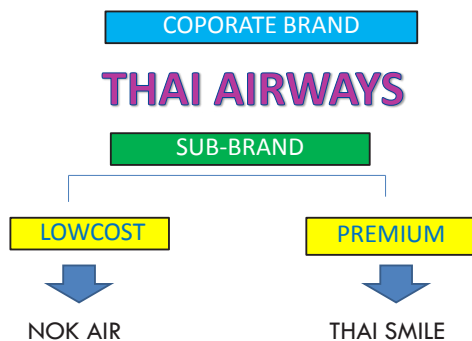 COPORATE BRAND
THAI AIRWAYS
SUB-BRAND
LOWCOST
PREMIUM
NOK AIR
THAI SMILE